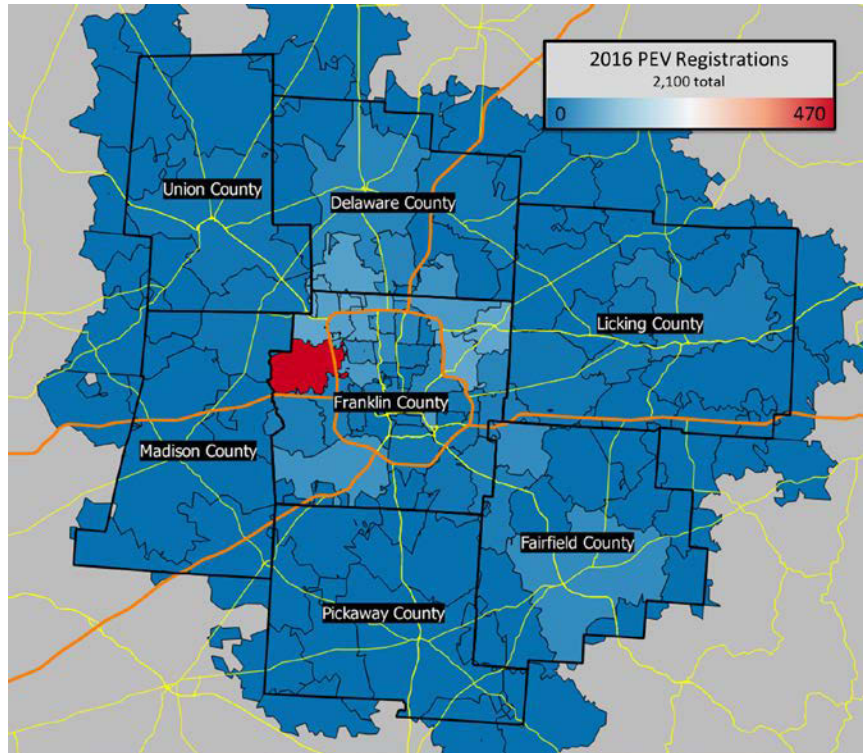 2016 PEV Registrations
2,100 total
0 470
Union County
Delaware County
Licking County
Franklin County
Madison County
Fairfield County
Pickaway County